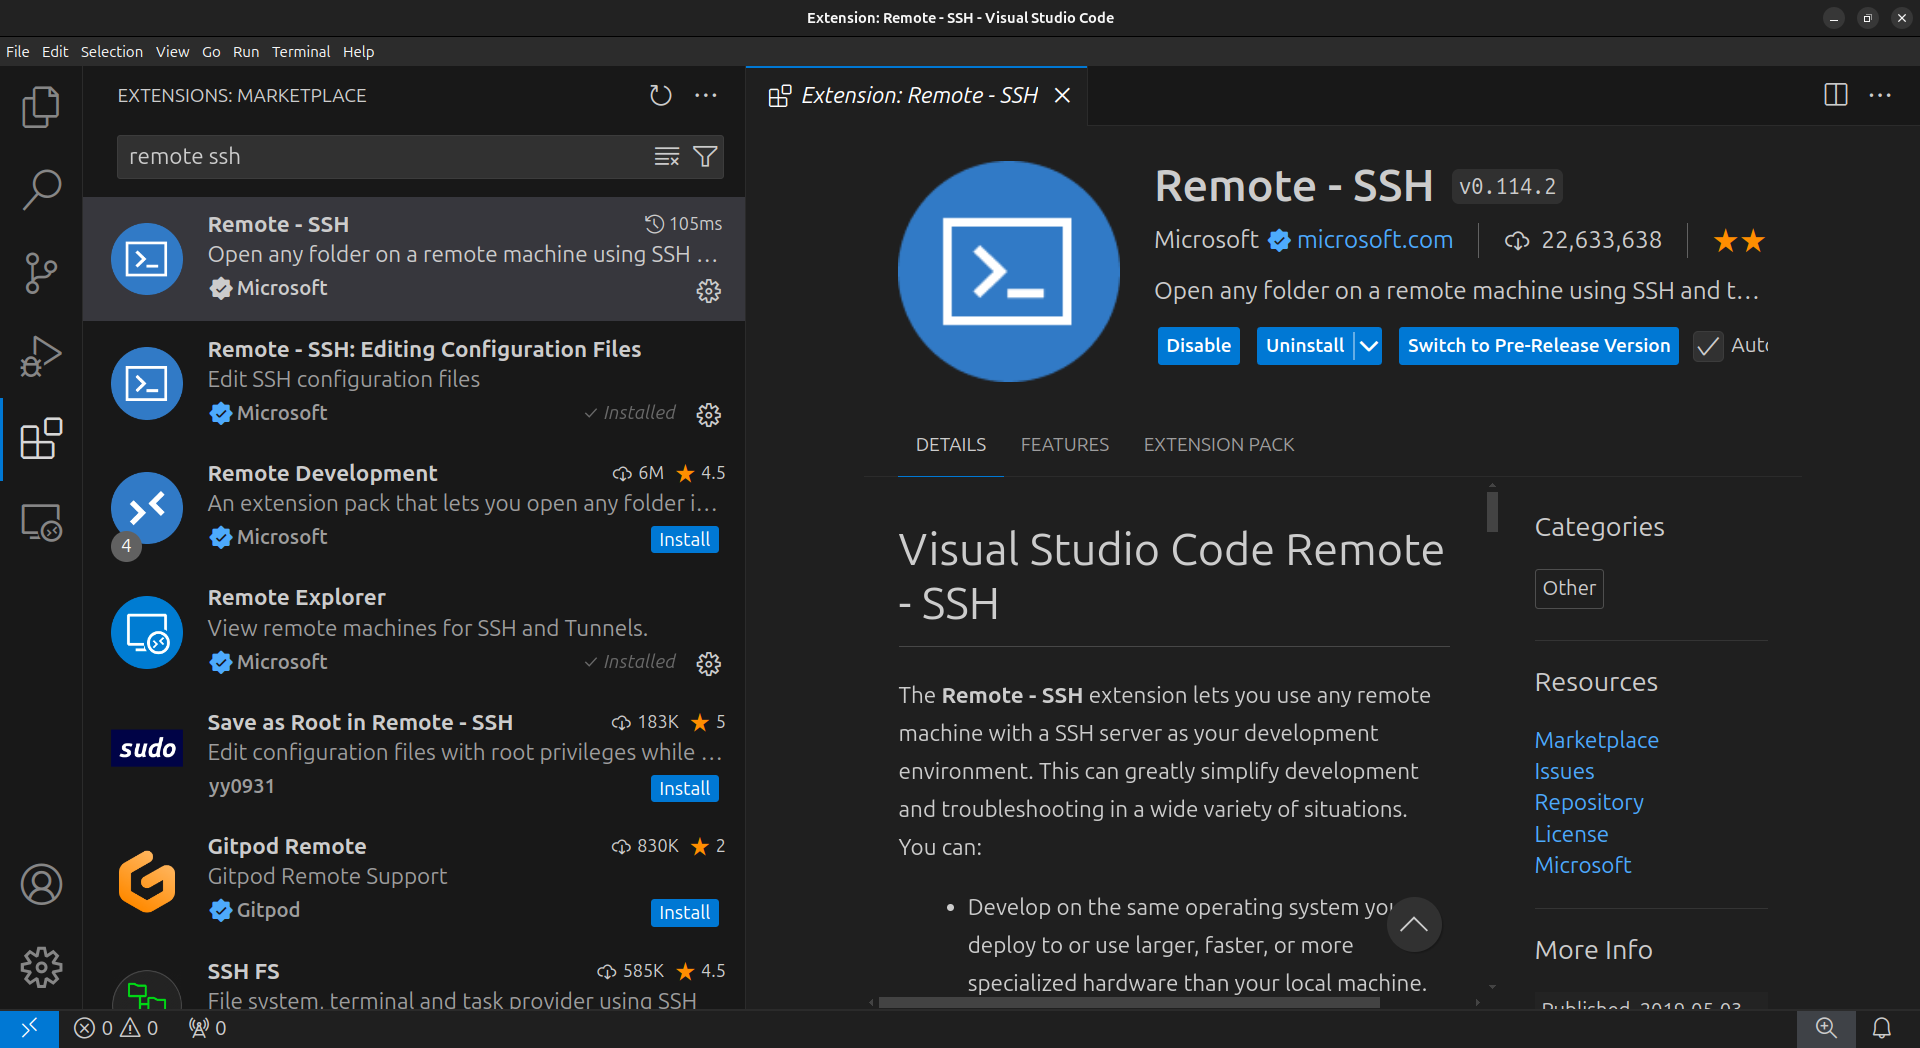 Extension: Remote - SSH - Visual Studio Code
File Edit Selection View Go Run Terminal Help
EXTENSIONS: MARKETPLACE
remote ssh
Remote - SSH 105ms
Open any folder on a remote machine using SSH ...
Microsoft
Remote - SSH: Editing Configuration Files
Edit SSH configuration files
Microsoft Installed
Remote Development 6M 4.5
An extension pack that lets you open any folder i...
4 Microsoft Install
Remote Explorer
View remote machines for SSH and Tunnels.
Microsoft Installed
Save as Root in Remote - SSH 183K 5
sudo
Edit configuration files with root privileges while ...
yy0931 Install
Gitpod Remote 830K 2
Gitpod Remote Support
Gitpod Install
SSH FS 585K 4.5
File system, terminal and task provider using SSH
Extension: Remote - SSH
Remote - SSH v0.114.2
Microsoft microsoft.com 22,633,638
Open any folder on a remote machine using SSH and t...
Disable Uninstall Switch to Pre-Release Version Auto
DETAILS FEATURES EXTENSION PACK
Visual Studio Code Remote
- SSH
The Remote - SSH extension lets you use any remote
machine with a SSH server as your development
environment. This can greatly simplify development
and troubleshooting in a wide variety of situations.
You can:
• Develop on the same operating system you
deploy to or use larger, faster, or more
specialized hardware than your local machine.
Categories
Other
Resources
Marketplace
Issues
Repository
License
Microsoft
More Info
Published 2019-05-03
0 0 0